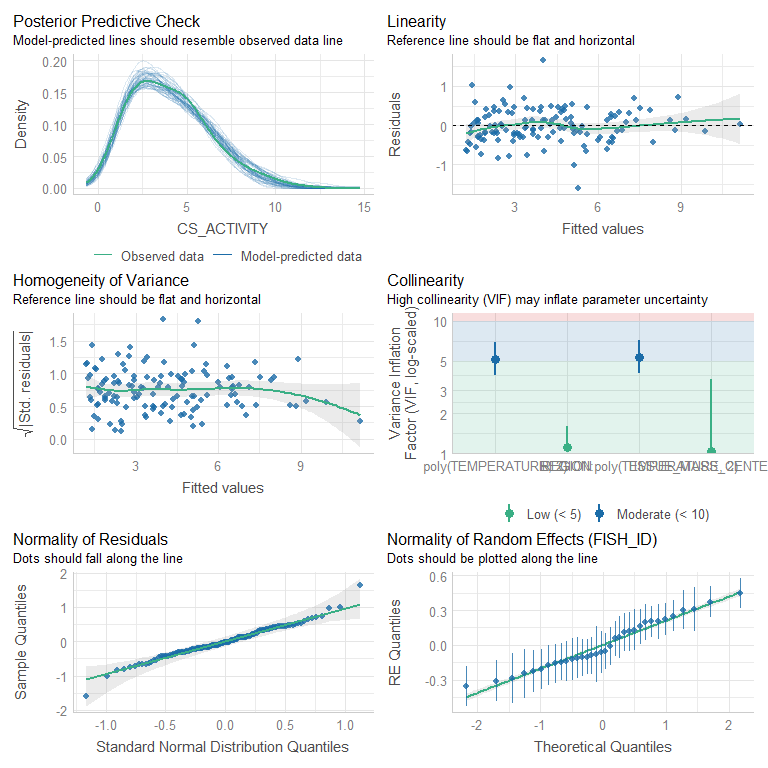 Posterior Predictive Check
Model-predicted lines should resemble observed data line
Density
0.20
0.15
0.10
0.05
0.00
0
5
10
15
CS_ACTIVITY
Observed data
Model-predicted data
Linearity
Reference line should be flat and horizontal
Residuals
1
0
-1
3
6
9
Fitted values
Homogeneity of Variance
Reference line should be flat and horizontal
√|Std. residuals|
1.5
1.0
0.5
0.0
3
6
9
Fitted values
Collinearity
High collinearity (VIF) may inflate parameter uncertainty
Variance Inflation
Factor (VIF, log-scaled)
10
5
3
2
1
poly(TEMPERATURE
REGION
poly(TEMPERATURE, 2)
Low (< 5)
Moderate (< 10)
Normality of Residuals
Dots should fall along the line
Sample Quantiles
2
1
0
-1
-2
-1.0
-0.5
0.0
0.5
1.0
Standard Normal Distribution Quantiles
Normality of Random Effects (FISH_ID)
Dots should be plotted along the line
RE Quantiles
0.6
0.3
0.0
-0.3
-2
-1
0
1
2
Theoretical Quantiles